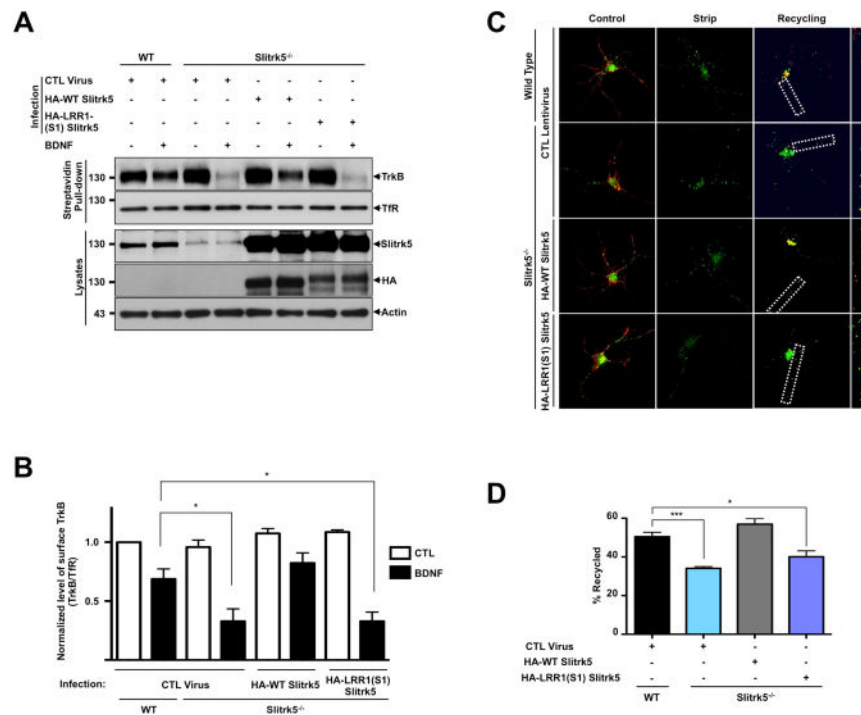 A
WT
Slitrk5-/-
Infection
CTL Virus + + + + - - - -
HA-WT Slitrk5 - - - - + + - -
HA-LRR1-
(S1) Slitrk5 - - - - - - + +
BDNF - + - + - + - +
Streptavidin
Pull-down
130
TrkB
130
TfR
Lysates
130
Slitrk5
130
HA
43
Actin
B
Normalized level of surface TrkB
(TrkB/TfR)
1.0
0.5
*
*
CTL
BDNF
Infection:
CTL Virus
HA-WT Slitrk5
HA-LRR1(S1)
Slitrk5
WT
Slitrk5-/-
C
Control
Strip
Recycling
Wild Type
CTL Lentivirus
Slitrk5-/-
HA-WT Slitrk5
HA-LRR1(S1) Slitrk5
D
% Recycled
60
40
20
0
***
*
CTL Virus + + - -
HA-WT Slitrk5 - - + -
HA-LRR1(S1) Slitrk5 - - - +
WT
Slitrk5-/-